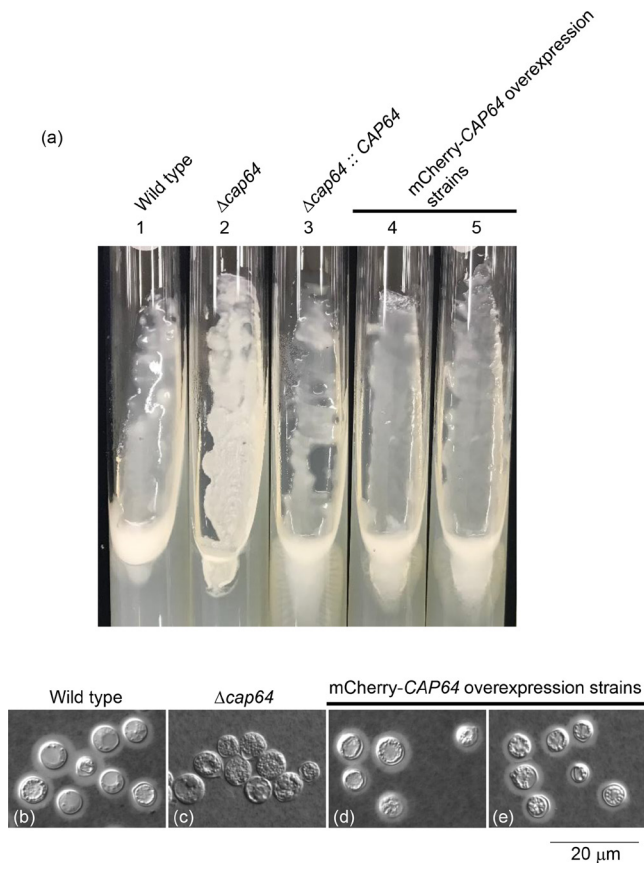 (a)
Wild type
Δcap64
Δcap64 :: CAP64
mCherry-CAP64 overexpression
strains
1 2 3 4 5
Wild type Δcap64 mCherry-CAP64 overexpression strains
(b) (c) (d) (e)
20 μm